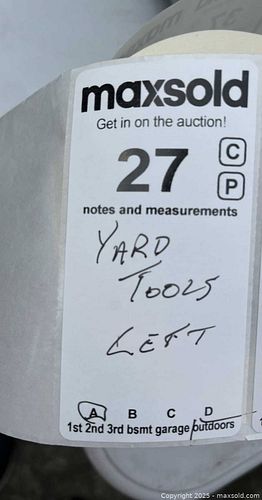 maxsold
Get in on the auction!
27
C
P
notes and measurements
YARD
TOOLS
LEFT
A B C D
1st 2nd 3rd bsmt garage outdoors
Copyright © 2025 - maxsold.com